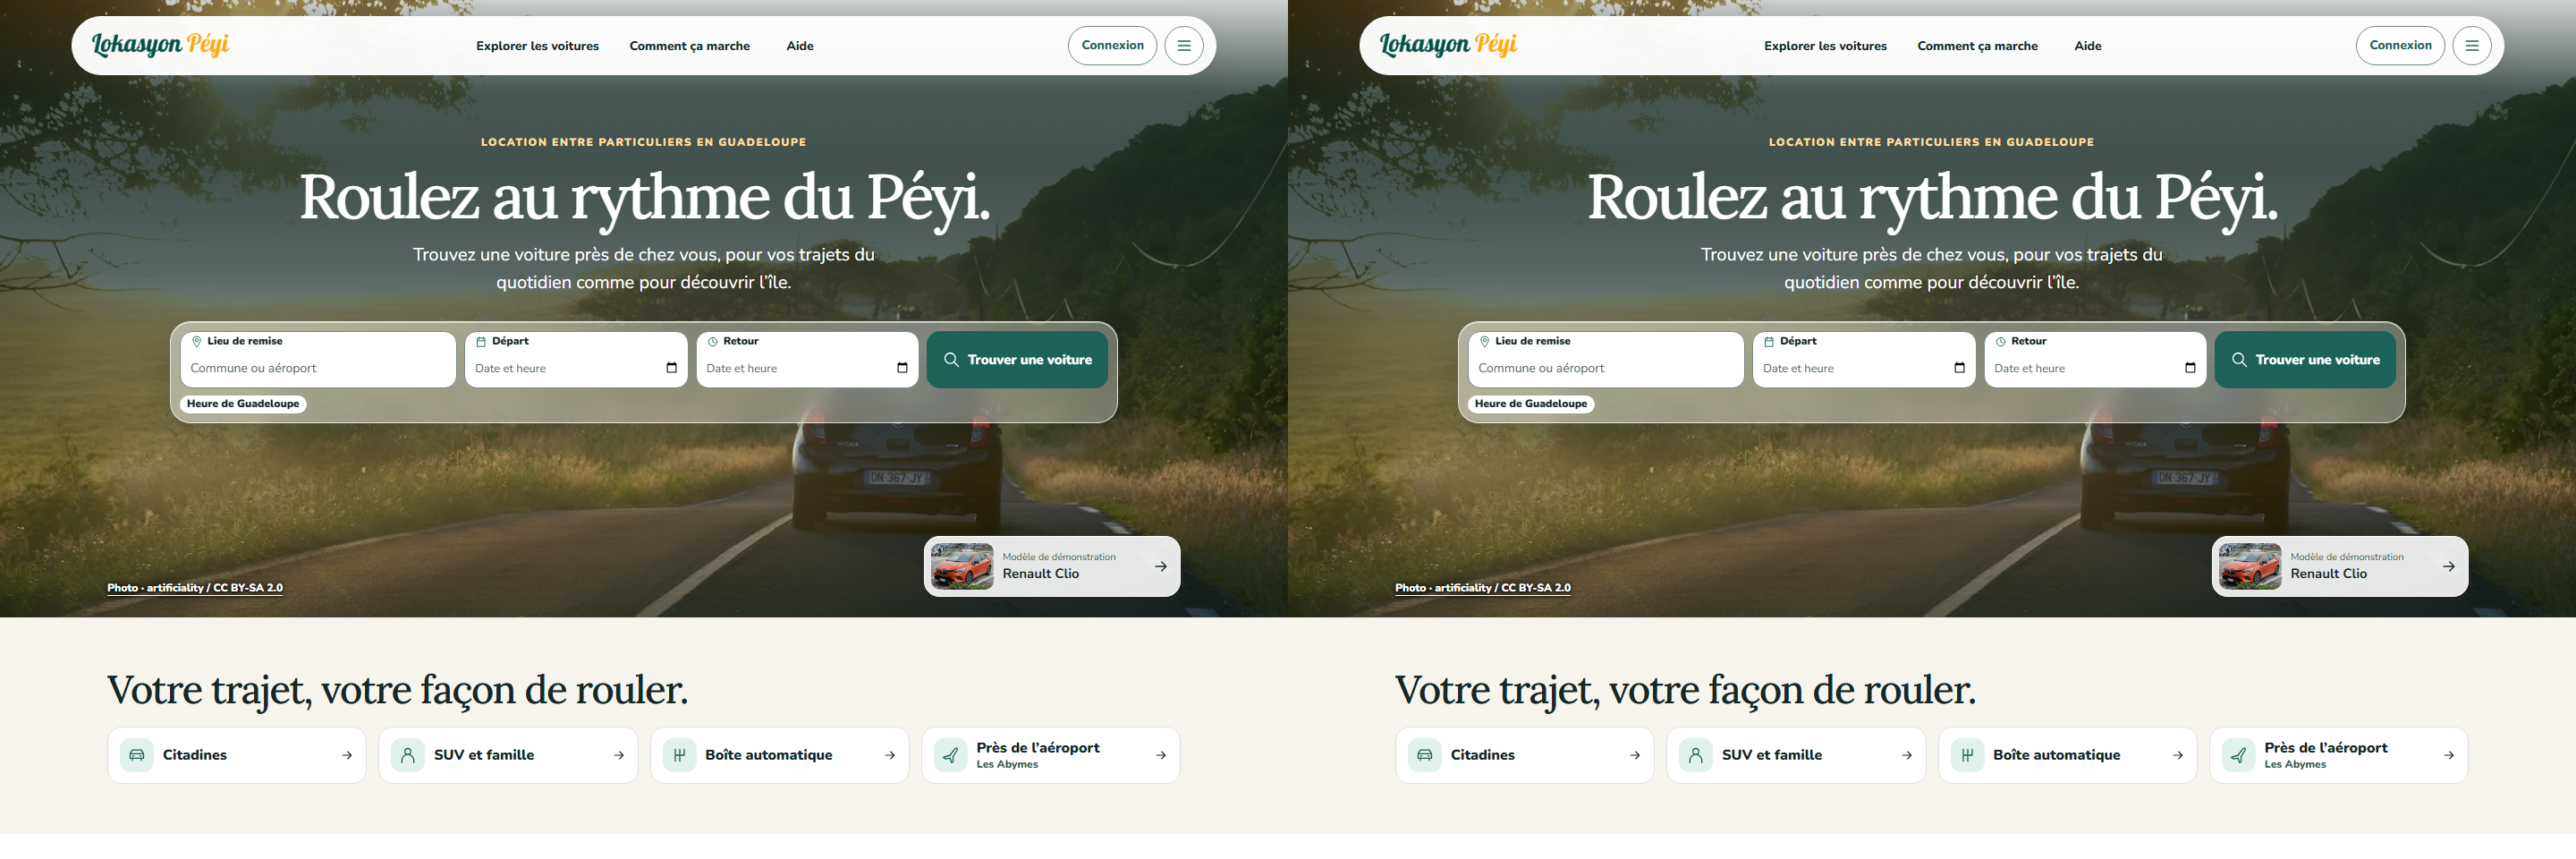 Lokasyon Péyi
Explorer les voitures
Comment ça marche
Aide
Connexion
LOCATION ENTRE PARTICULIERS EN GUADELOUPE
Roulez au rythme du Péyi.
Trouvez une voiture près de chez vous, pour vos trajets du
quotidien comme pour découvrir l’île.
Lieu de remise
Commune ou aéroport
Départ
Date et heure
Retour
Date et heure
Trouver une voiture
Heure de Guadeloupe
DN-367-JY
Modèle de démonstration
Renault Clio
Photo · artificiality / CC BY-SA 2.0
Votre trajet, votre façon de rouler.
Citadines
SUV et famille
Boîte automatique
Près de l’aéroport
Les Abymes
Lokasyon Péyi
Explorer les voitures
Comment ça marche
Aide
Connexion
LOCATION ENTRE PARTICULIERS EN GUADELOUPE
Roulez au rythme du Péyi.
Trouvez une voiture près de chez vous, pour vos trajets du
quotidien comme pour découvrir l’île.
Lieu de remise
Commune ou aéroport
Départ
Date et heure
Retour
Date et heure
Trouver une voiture
Heure de Guadeloupe
DN-367-JY
Modèle de démonstration
Renault Clio
Photo · artificiality / CC BY-SA 2.0
Votre trajet, votre façon de rouler.
Citadines
SUV et famille
Boîte automatique
Près de l’aéroport
Les Abymes